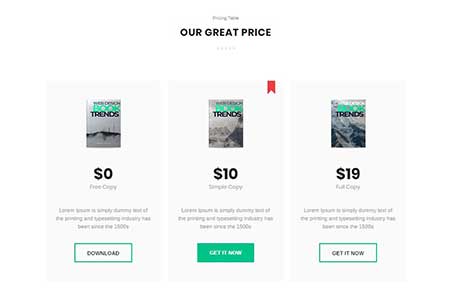 Pricing Table
OUR GREAT PRICE
WEB DESIGN
BOOK
TRENDS
$0
Free Copy
Lorem Ipsum is simply dummy text of
the printing and typesetting industry has
been since the 1500s
DOWNLOAD
WEB DESIGN
BOOK
TRENDS
$10
Simple Copy
Lorem Ipsum is simply dummy text of
the printing and typesetting industry has
been since the 1500s
GET IT NOW
BOOK
TRENDS
$19
Full Copy
Lorem Ipsum is simply dummy text of
the printing and typesetting industry has
been since the 1500s
GET IT NOW